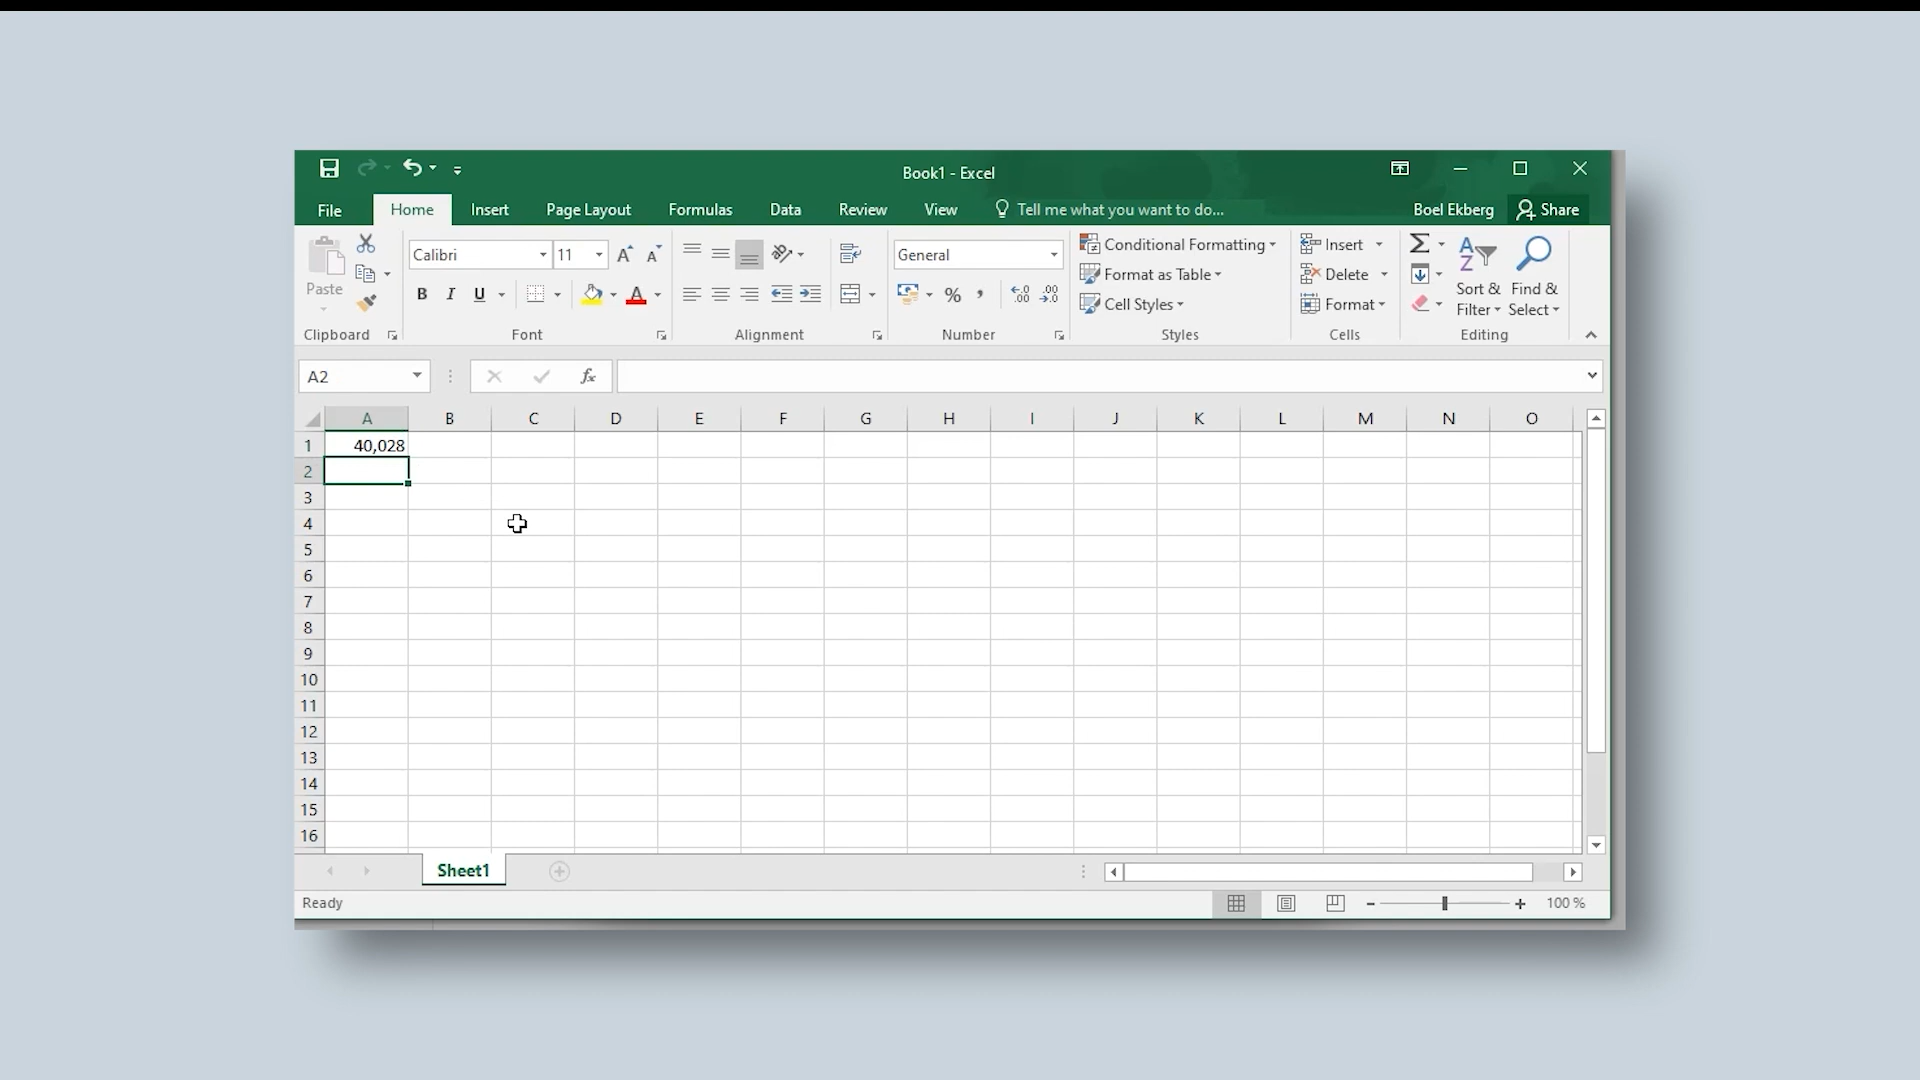 Book1 - Excel
File Home Insert Page Layout Formulas Data Review View Tell me what you want to do... Boel Ekberg Share
Paste
Calibri 11
General
Conditional Formatting
Format as Table
Cell Styles
Insert
Delete
Format
Sort & Filter
Find & Select
B I U
%
Clipboard Font Alignment Number Styles Cells Editing
A2 fx
A B C D E F G H I J K L M N O
1 40,028
2
3
4
5
6
7
8
9
10
11
12
13
14
15
16
Sheet1
Ready 100 %